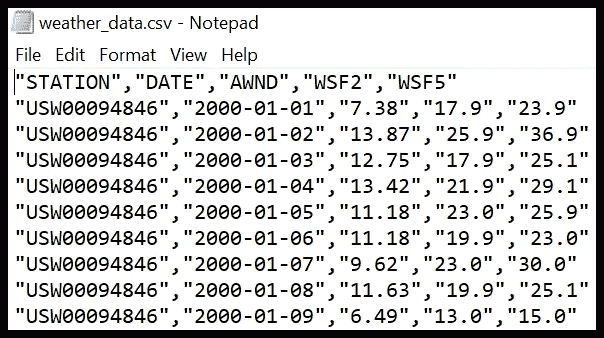 weather_data.csv - Notepad
File Edit Format View Help
"STATION","DATE","AWND","WSF2","WSF5"
"USW00094846","2000-01-01","7.38","17.9","23.9"
"USW00094846","2000-01-02","13.87","25.9","36.9"
"USW00094846","2000-01-03","12.75","17.9","25.1"
"USW00094846","2000-01-04","13.42","21.9","29.1"
"USW00094846","2000-01-05","11.18","23.0","25.9"
"USW00094846","2000-01-06","11.18","19.9","23.0"
"USW00094846","2000-01-07","9.62","23.0","30.0"
"USW00094846","2000-01-08","11.63","19.9","25.1"
"USW00094846","2000-01-09","6.49","13.0","15.0"